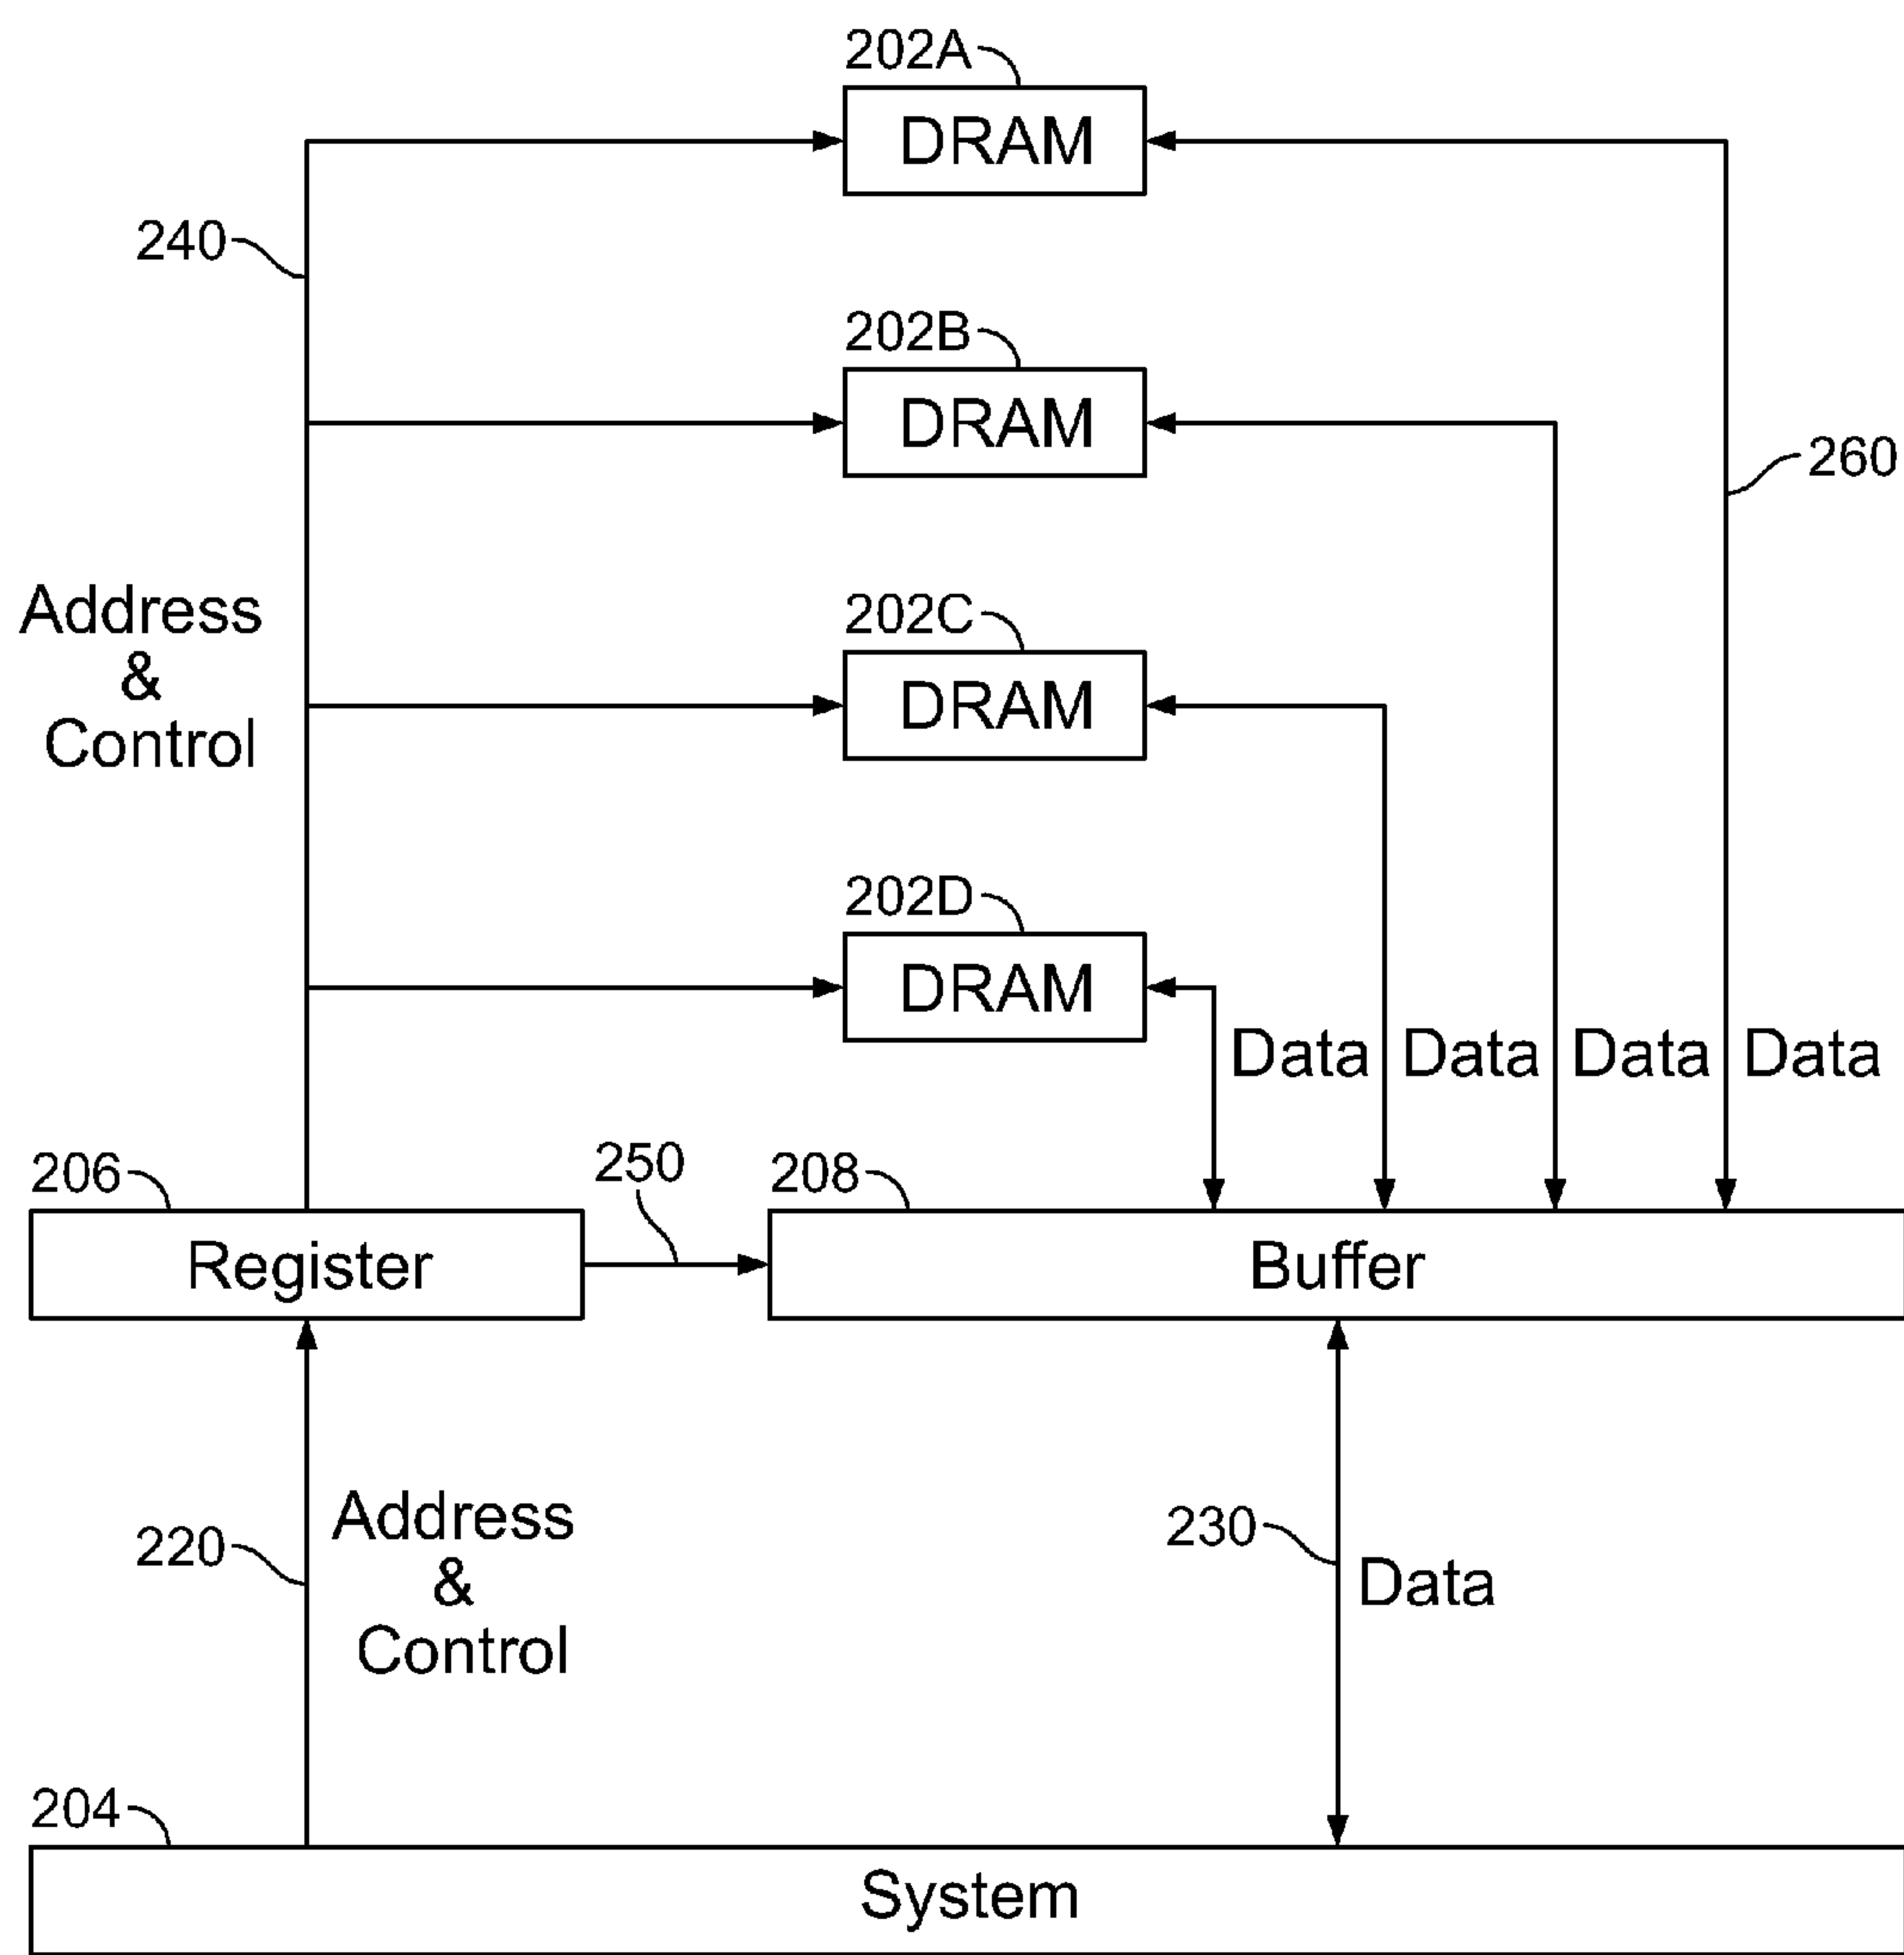 202A
DRAM
240
202B
DRAM
260
Address
&
Control
202C
DRAM
202D
DRAM
Data Data Data Data
206
250
208
Register
Buffer
220
Address
&
Control
230
Data
204
System